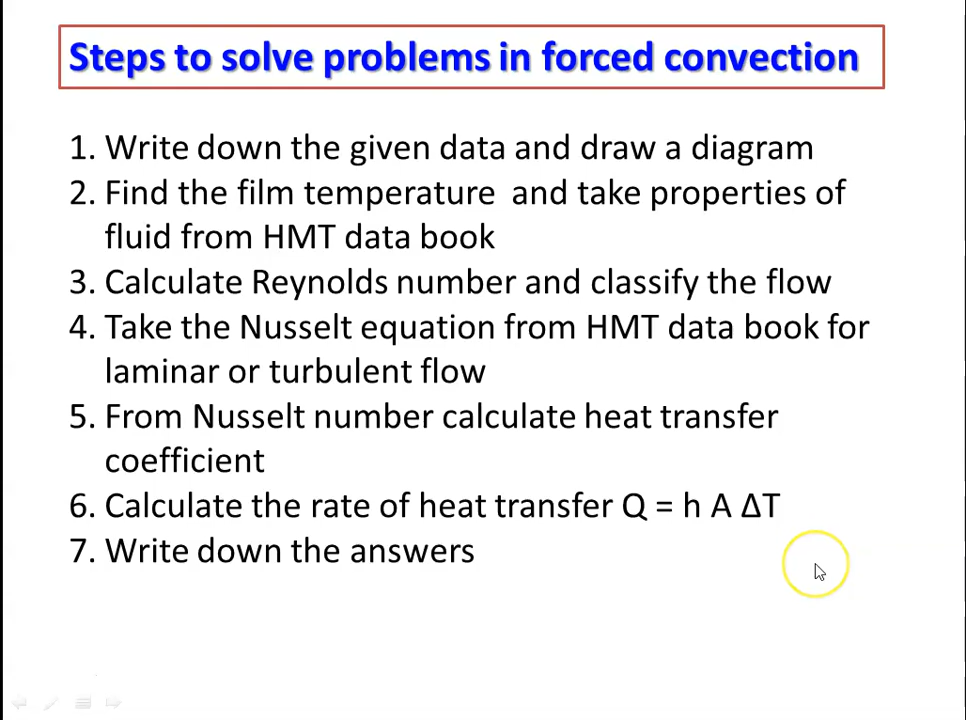 Steps to solve problems in forced convection
1. Write down the given data and draw a diagram
2. Find the film temperature and take properties of
fluid from HMT data book
3. Calculate Reynolds number and classify the flow
4. Take the Nusselt equation from HMT data book for
laminar or turbulent flow
5. From Nusselt number calculate heat transfer
coefficient
6. Calculate the rate of heat transfer Q = h A ΔT
7. Write down the answers